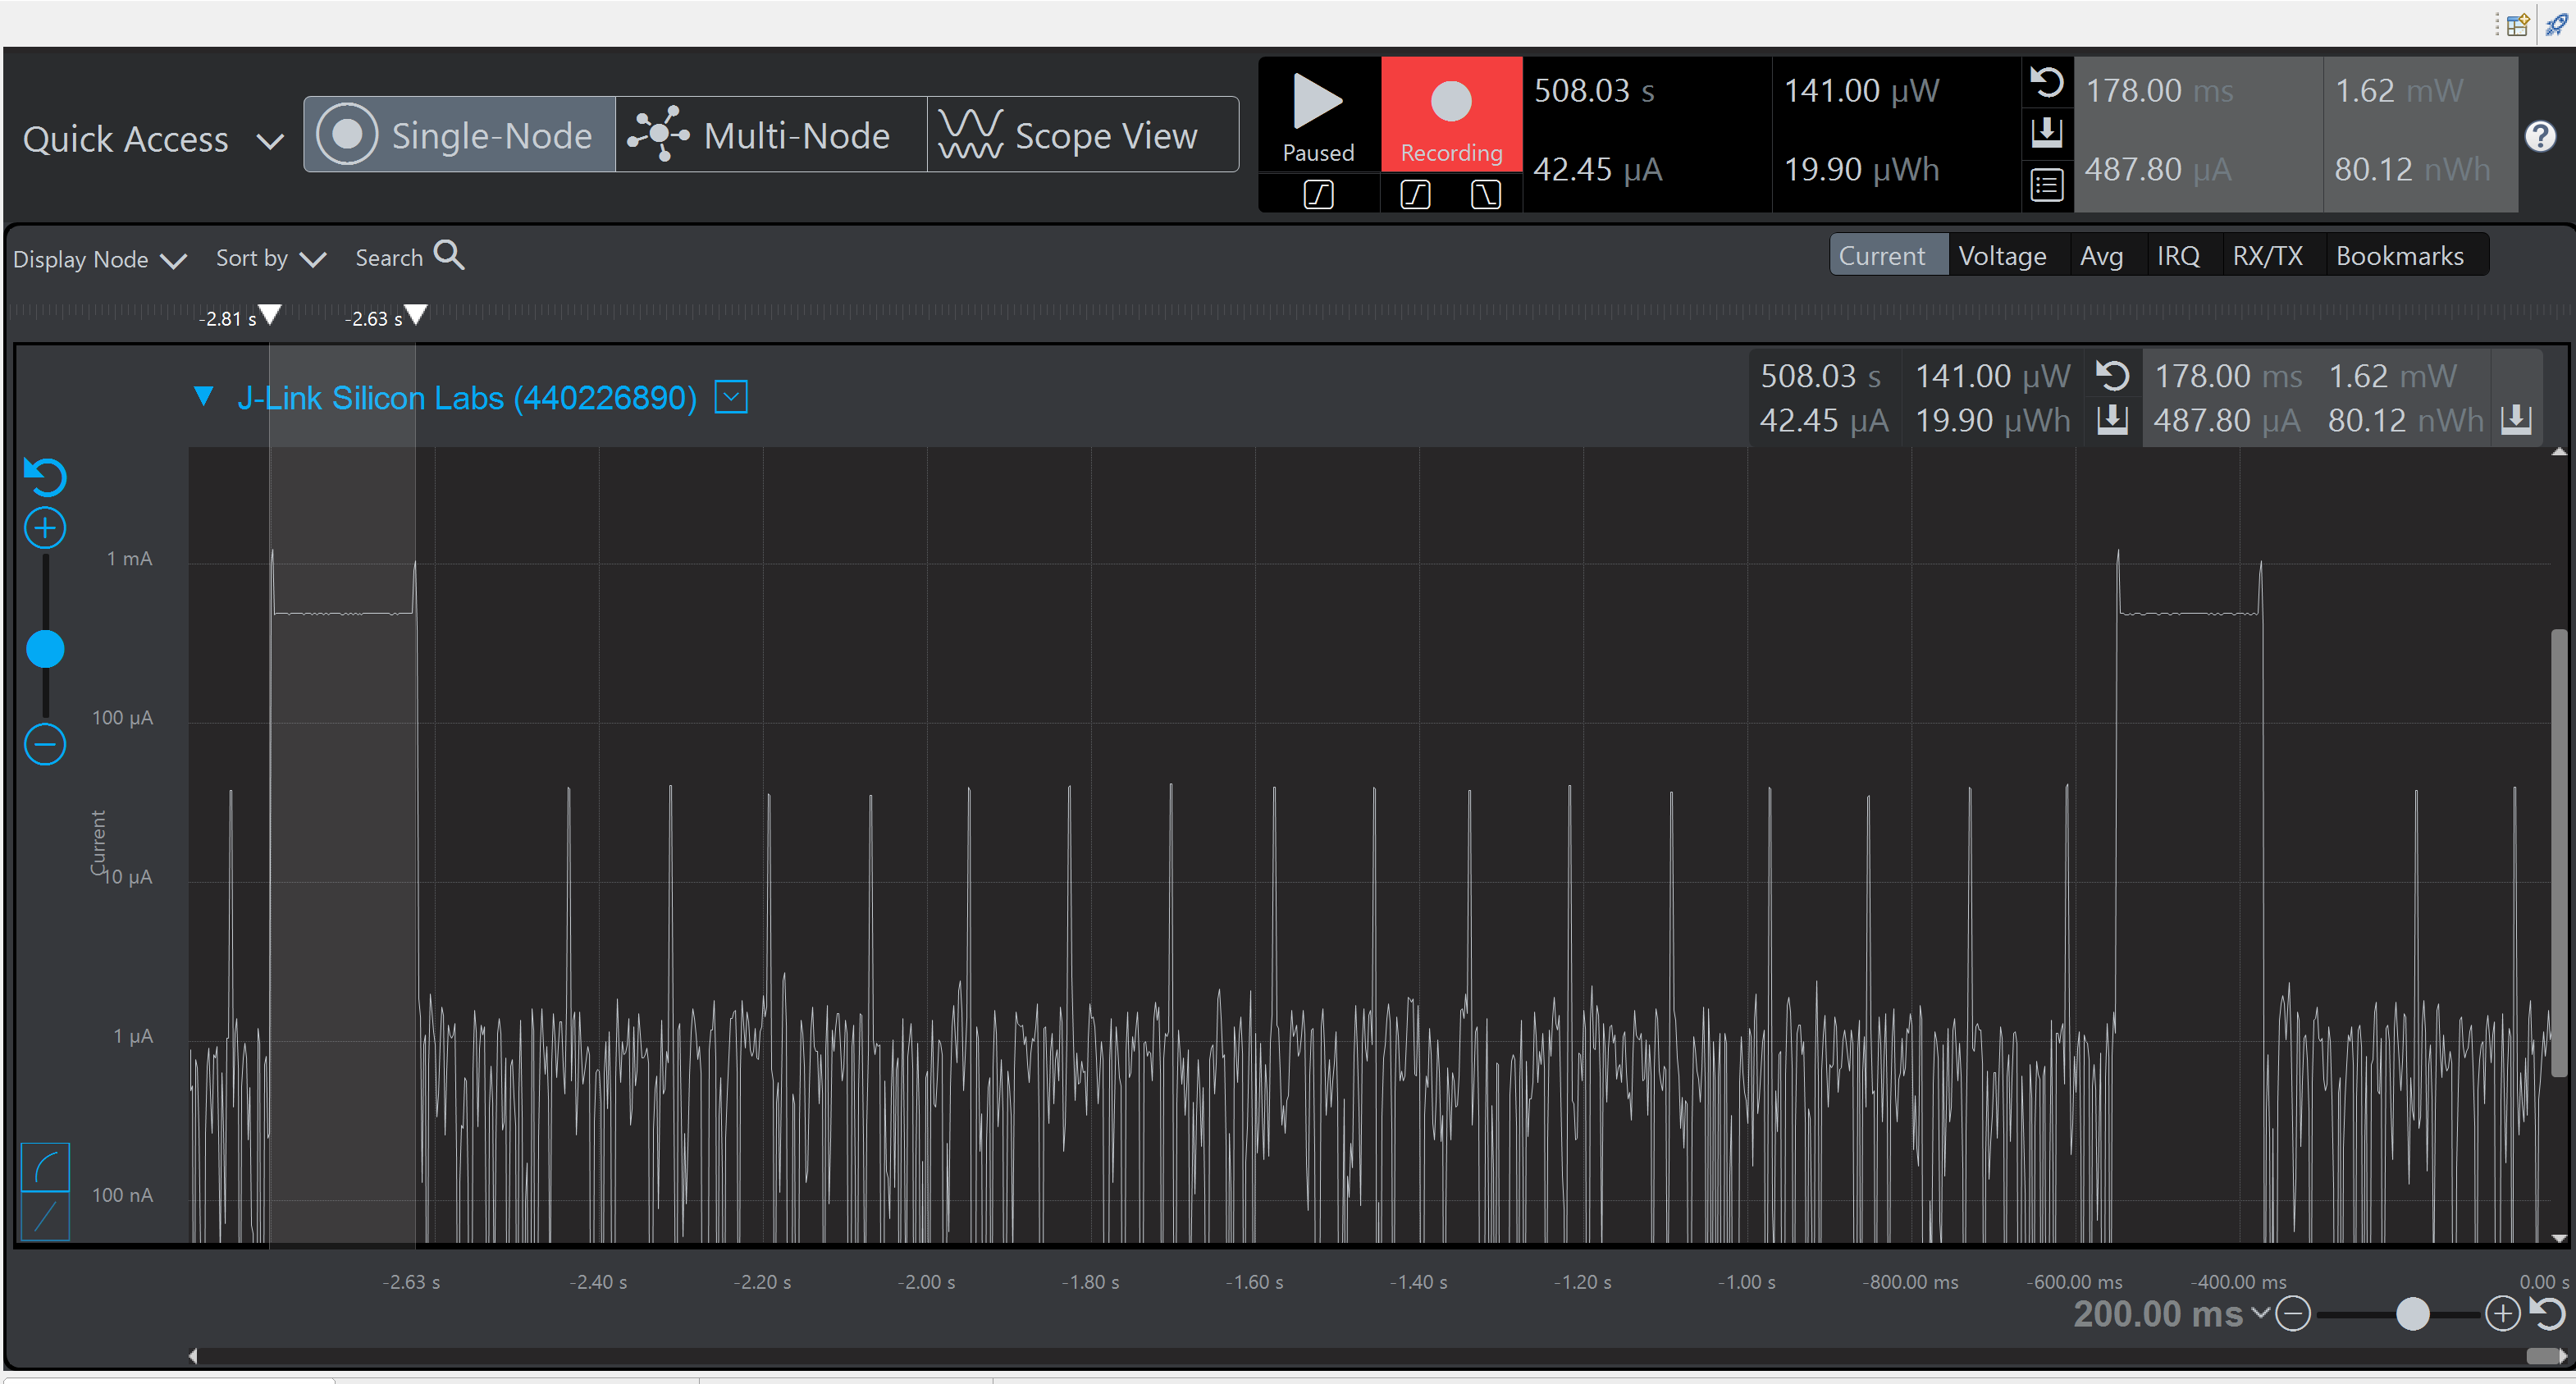 Quick Access
Single-Node
Multi-Node
Scope View
Paused
Recording
508.03 s
42.45 µA
141.00 µW
19.90 µWh
178.00 ms
487.80 µA
1.62 mW
80.12 nWh
Display Node
Sort by
Search
Current
Voltage
Avg
IRQ
RX/TX
Bookmarks
-2.81 s
-2.63 s
J-Link Silicon Labs (440226890)
508.03 s
141.00 µW
178.00 ms
1.62 mW
42.45 µA
19.90 µWh
487.80 µA
80.12 nWh
Current
1 mA
100 µA
10 µA
1 µA
100 nA
-2.63 s
-2.40 s
-2.20 s
-2.00 s
-1.80 s
-1.60 s
-1.40 s
-1.20 s
-1.00 s
-800.00 ms
-600.00 ms
-400.00 ms
0.00 s
200.00 ms